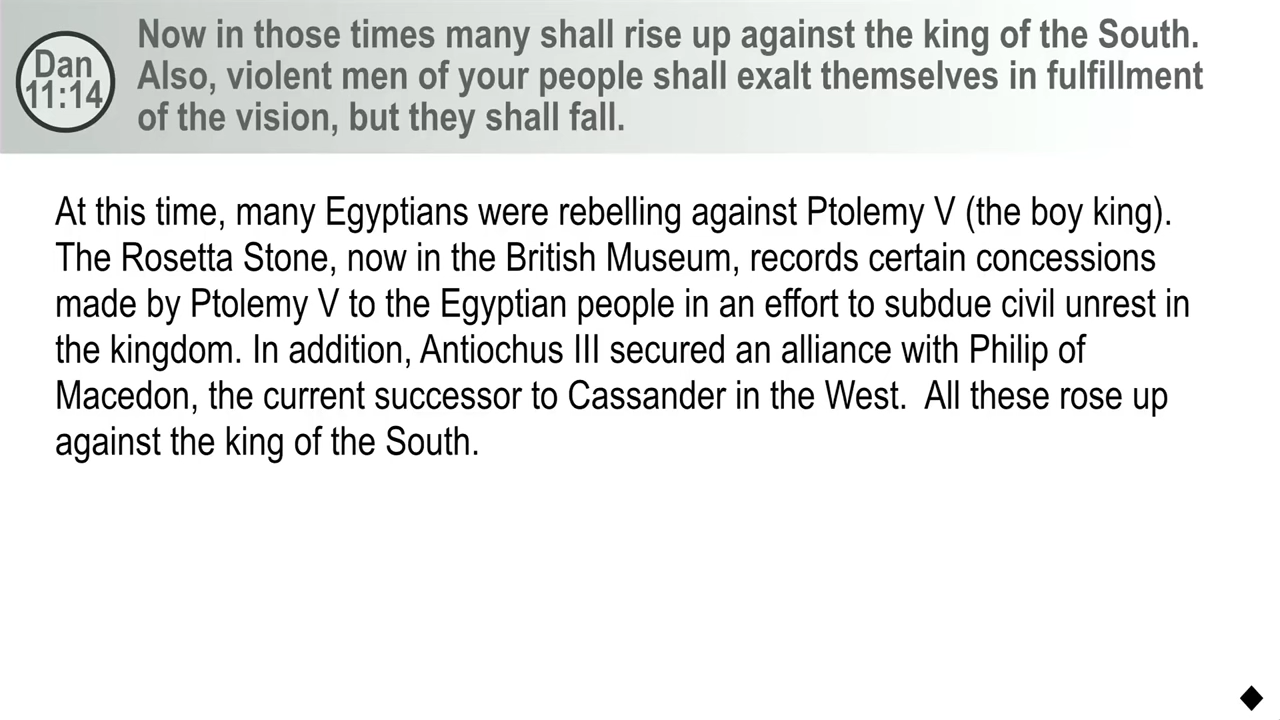 Dan
11:14
Now in those times many shall rise up against the king of the South.
Also, violent men of your people shall exalt themselves in fulfillment
of the vision, but they shall fall.
At this time, many Egyptians were rebelling against Ptolemy V (the boy king).
The Rosetta Stone, now in the British Museum, records certain concessions
made by Ptolemy V to the Egyptian people in an effort to subdue civil unrest in
the kingdom. In addition, Antiochus III secured an alliance with Philip of
Macedon, the current successor to Cassander in the West.  All these rose up
against the king of the South.